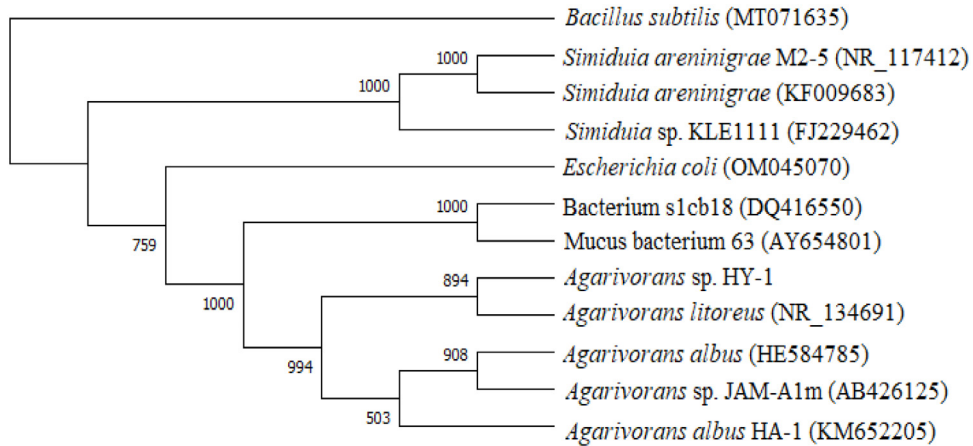 Bacillus subtilis (MT071635)
1000
Simiduia areninigrae M2-5 (NR_117412)
1000
Simiduia areninigrae (KF009683)
Simiduia sp. KLE1111 (FJ229462)
Escherichia coli (OM045070)
1000
Bacterium s1cb18 (DQ416550)
759
Mucus bacterium 63 (AY654801)
894
Agarivorans sp. HY-1
1000
Agarivorans litoreus (NR_134691)
908
Agarivorans albus (HE584785)
994
Agarivorans sp. JAM-A1m (AB426125)
503
Agarivorans albus HA-1 (KM652205)